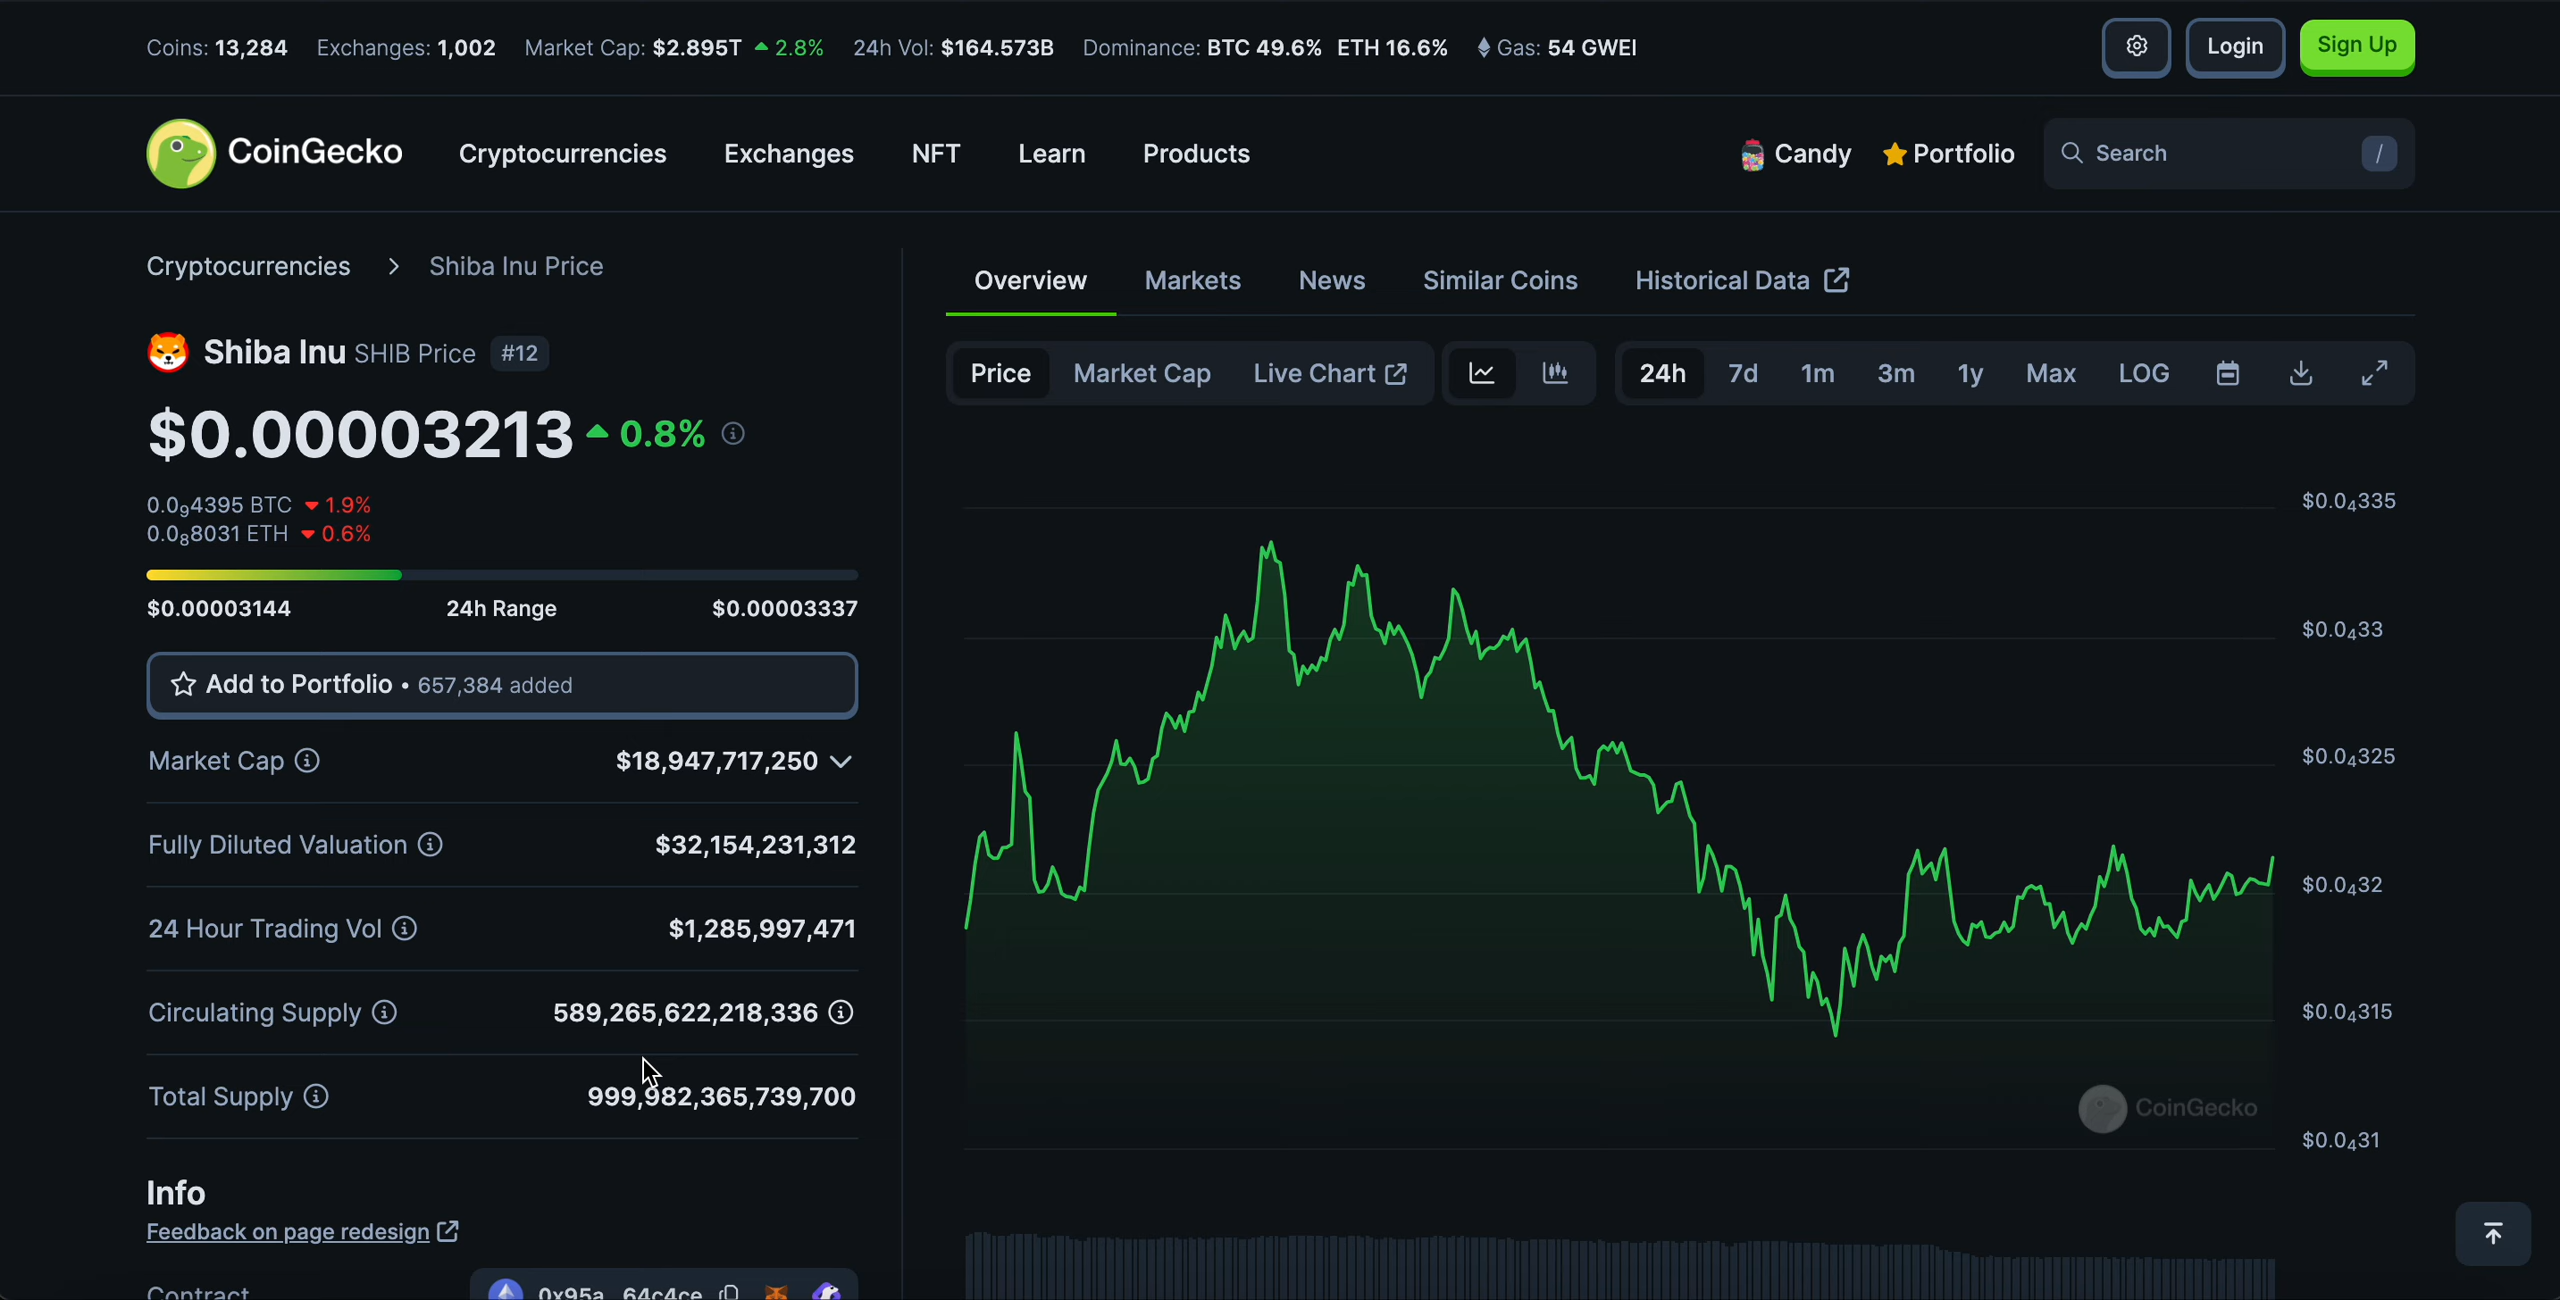 Coins: 13,284 Exchanges: 1,002 Market Cap: $2.895T 2.8% 24h Vol: $164.573B Dominance: BTC 49.6% ETH 16.6% Gas: 54 GWEI Login Sign Up
CoinGecko Cryptocurrencies Exchanges NFT Learn Products Candy Portfolio Search /
Cryptocurrencies > Shiba Inu Price
Shiba Inu SHIB Price #12
$0.00003213 0.8%
0.0₉4395 BTC 1.9%
0.0₈8031 ETH 0.6%
$0.00003144 24h Range $0.00003337
Add to Portfolio • 657,384 added
Market Cap $18,947,717,250
Fully Diluted Valuation $32,154,231,312
24 Hour Trading Vol $1,285,997,471
Circulating Supply 589,265,622,218,336
Total Supply 999,982,365,739,700
Info
Feedback on page redesign
Contract 0x95a...64c4ce
Overview Markets News Similar Coins Historical Data
Price Market Cap Live Chart 24h 7d 1m 3m 1y Max LOG
$0.0₄335
$0.0₄33
$0.0₄325
$0.0₄32
$0.0₄315
$0.0₄31
CoinGecko